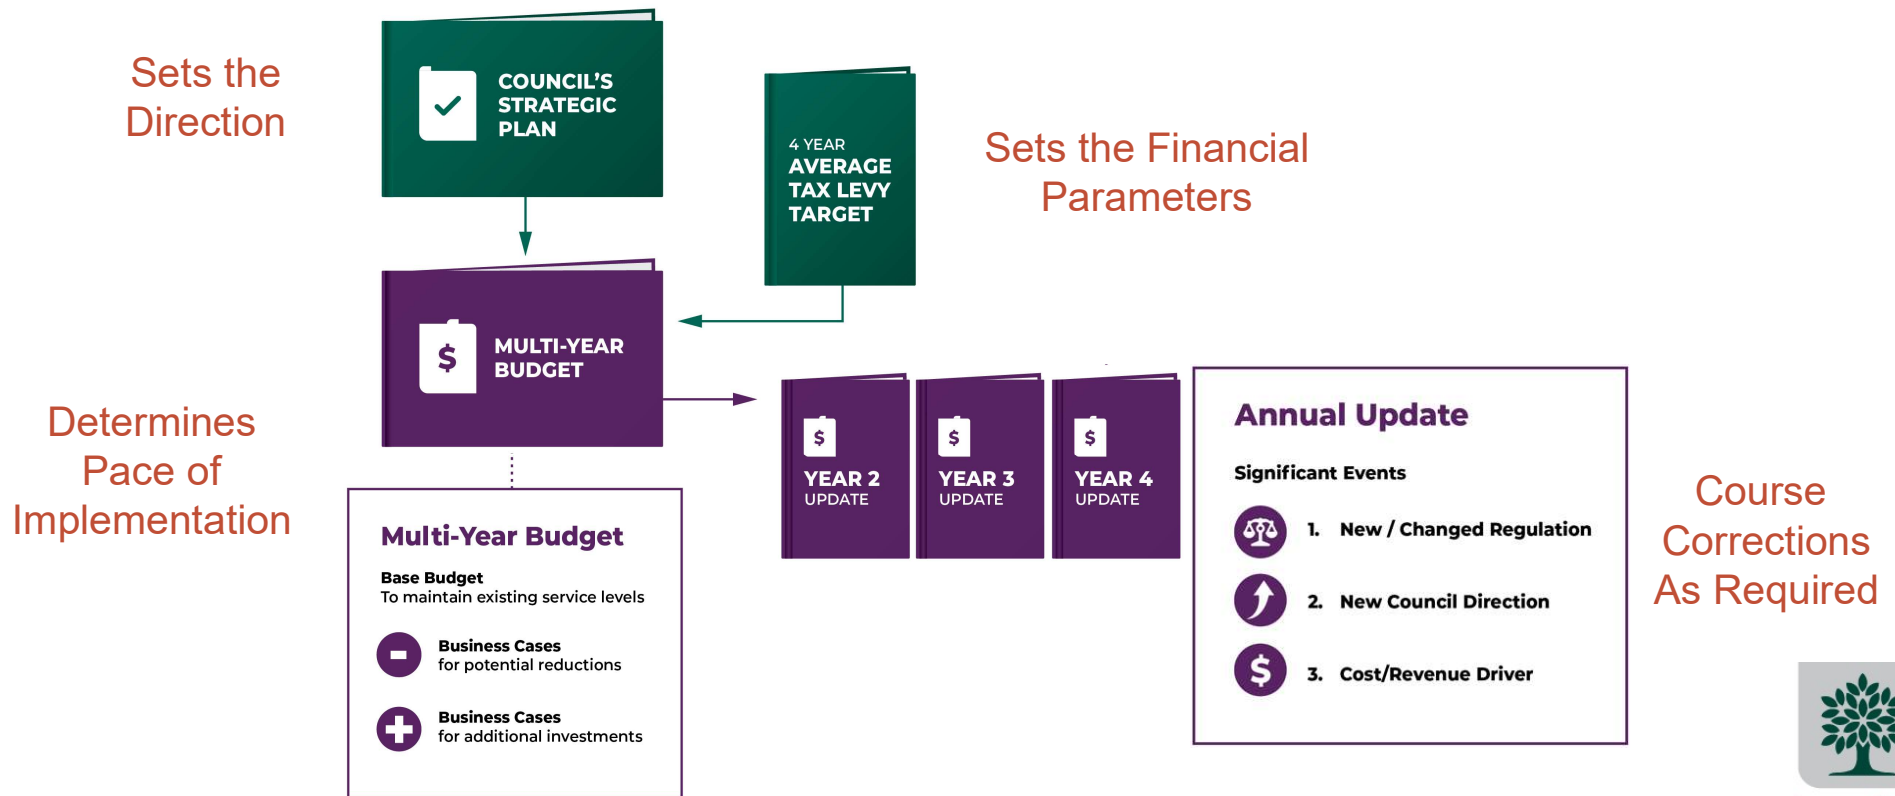 Sets the
Direction
COUNCIL'S
STRATEGIC
PLAN
4 YEAR
AVERAGE
TAX LEVY
TARGET
Sets the Financial
Parameters
$
MULTI-YEAR
BUDGET
Determines
Pace of
Implementation
$
YEAR 2
UPDATE
$
YEAR 3
UPDATE
$
YEAR 4
UPDATE
Multi-Year Budget
Base Budget
To maintain existing service levels
Business Cases
for potential reductions
Business Cases
for additional investments
Annual Update
Significant Events
1. New / Changed Regulation
2. New Council Direction
$ 3. Cost/Revenue Driver
Course
Corrections
As Required